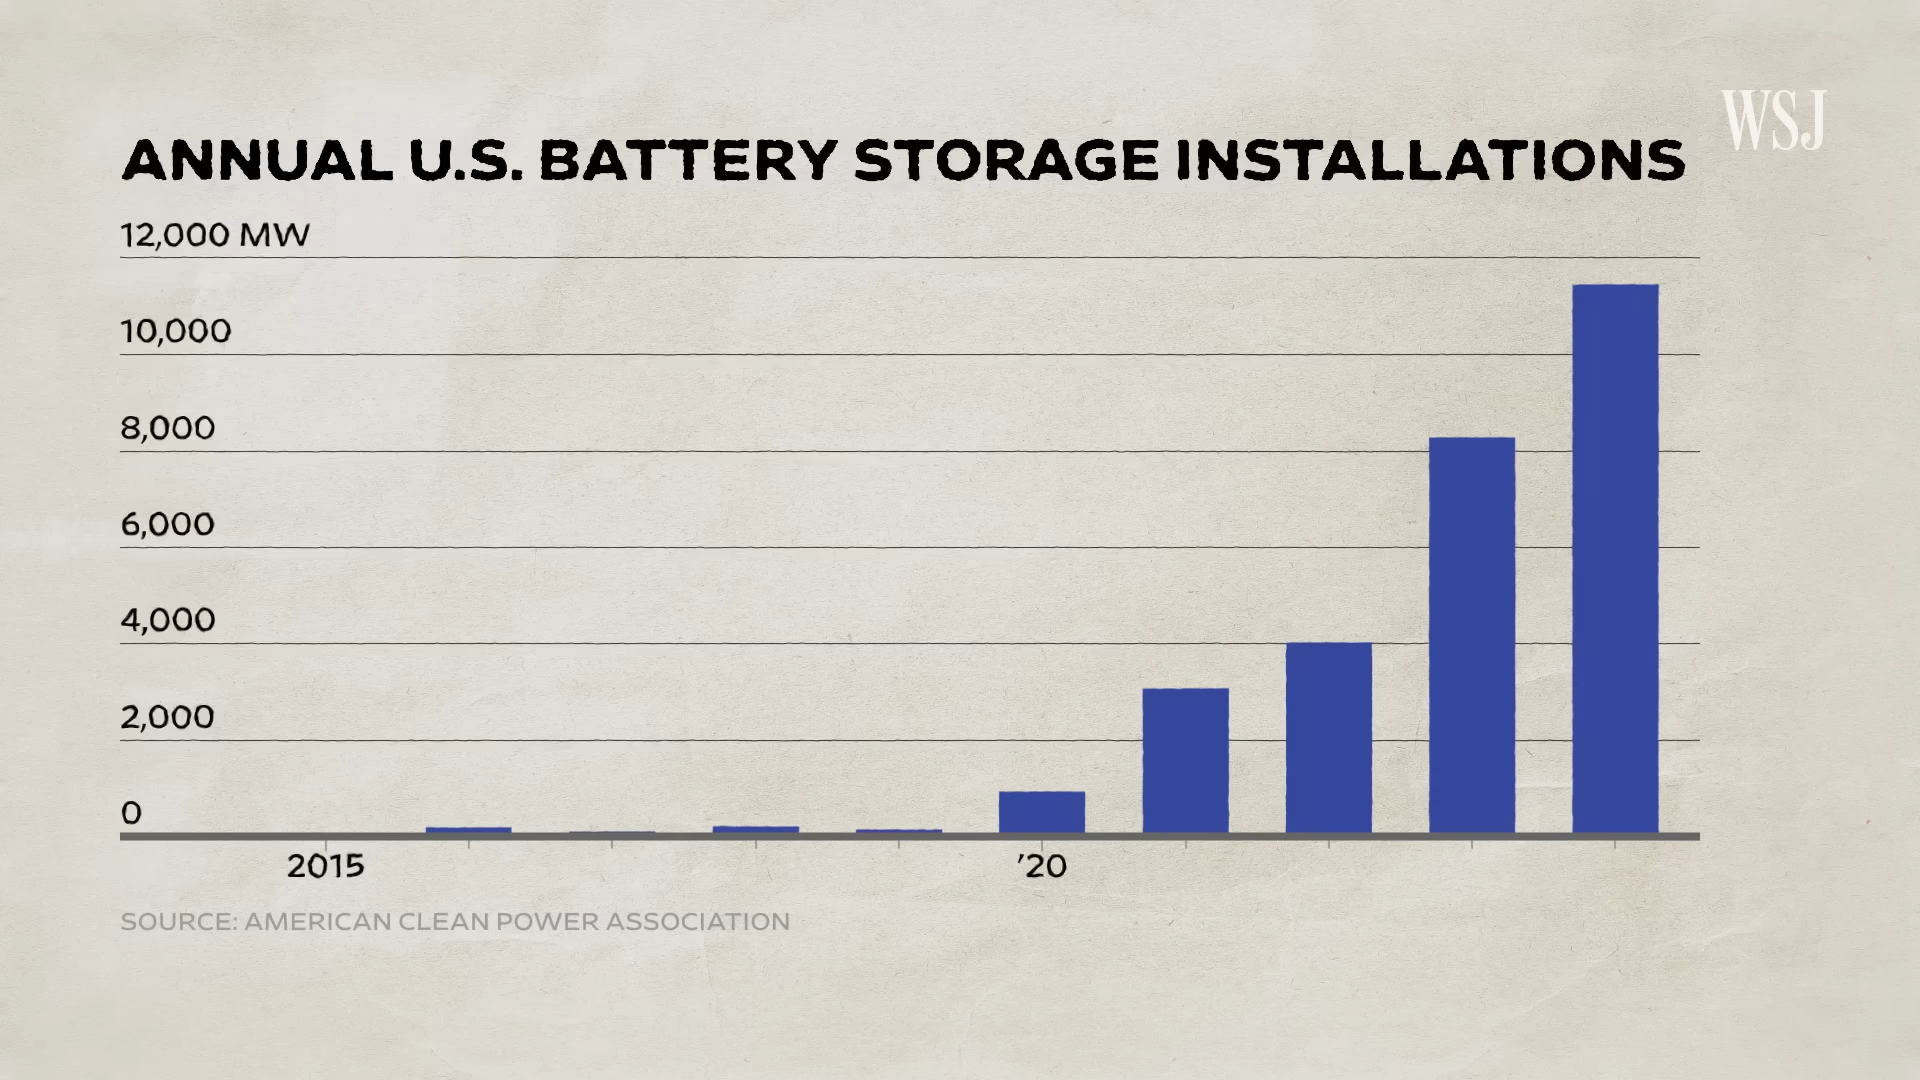 WSJ
ANNUAL U.S. BATTERY STORAGE INSTALLATIONS
12,000 MW
10,000
8,000
6,000
4,000
2,000
0
2015
'20
SOURCE: AMERICAN CLEAN POWER ASSOCIATION